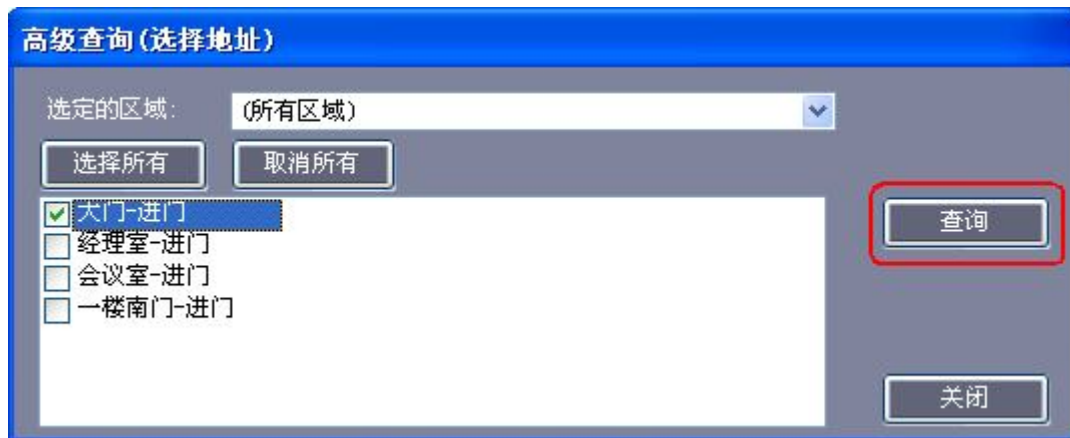 高级查询(选择地址)
选定的区域: (所有区域)
选择所有 取消所有
大门-进门
查询
经理室-进门
会议室-进门
一楼南门-进门
关闭